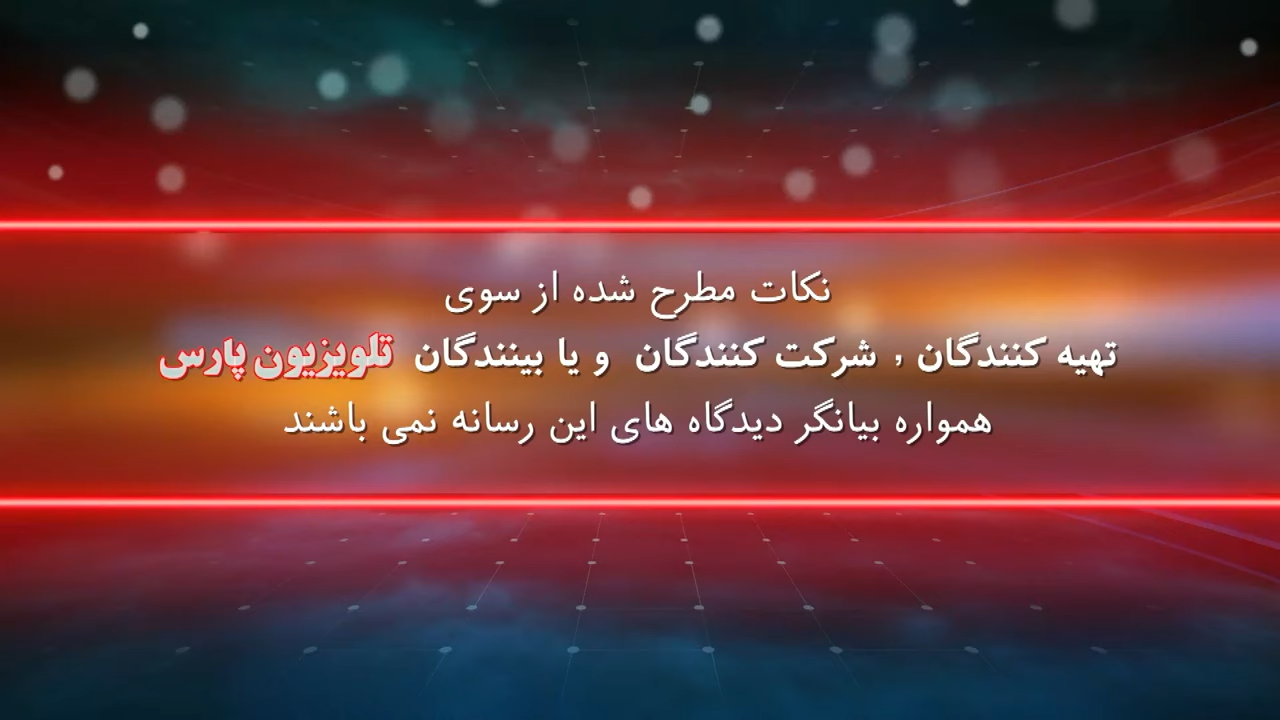 نکات مطرح شده از سوی
تهیه کنندگان , شرکت کنندگان و یا بینندگان تلویزیون پارس
همواره بیانگر دیدگاه های این رسانه نمی باشند